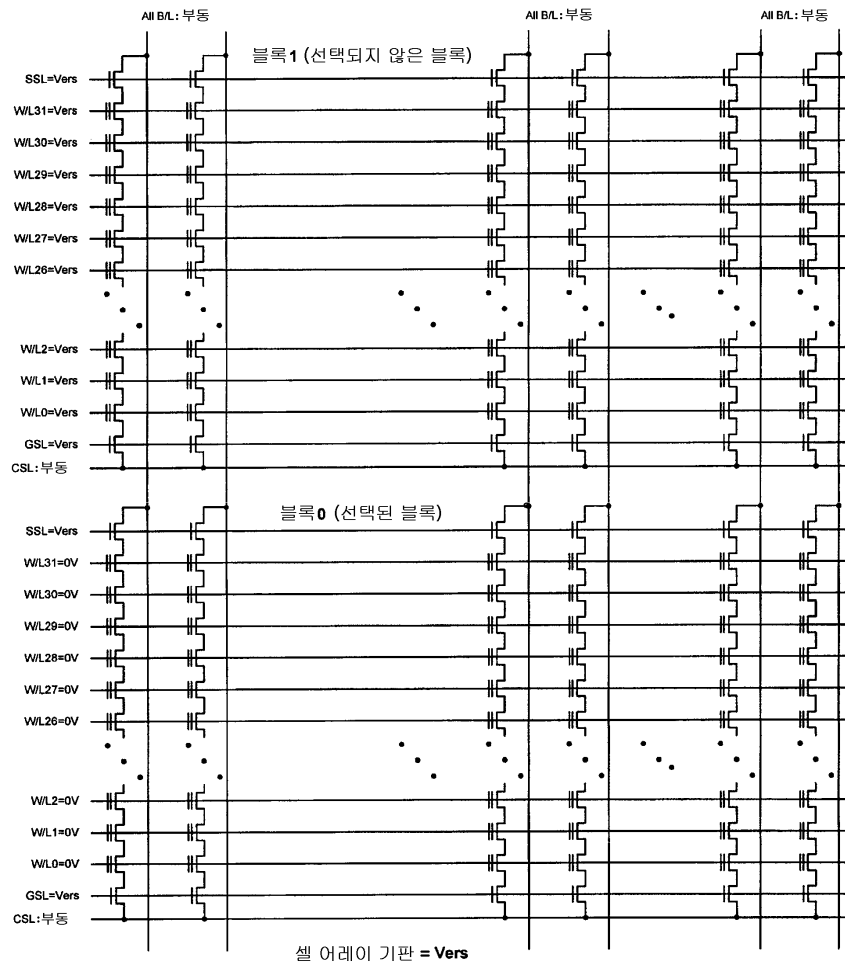 All B/L: 부동 All B/L: 부동 All B/L: 부동
블록1 (선택되지 않은 블록)
SSL=Vers
W/L31=Vers
W/L30=Vers
W/L29=Vers
W/L28=Vers
W/L27=Vers
W/L26=Vers
W/L2=Vers
W/L1=Vers
W/L0=Vers
GSL=Vers
CSL: 부동
블록0 (선택된 블록)
SSL=Vers
W/L31=0V
W/L30=0V
W/L29=0V
W/L28=0V
W/L27=0V
W/L26=0V
W/L2=0V
W/L1=0V
W/L0=0V
GSL=Vers
CSL: 부동
셀 어레이 기판 = Vers